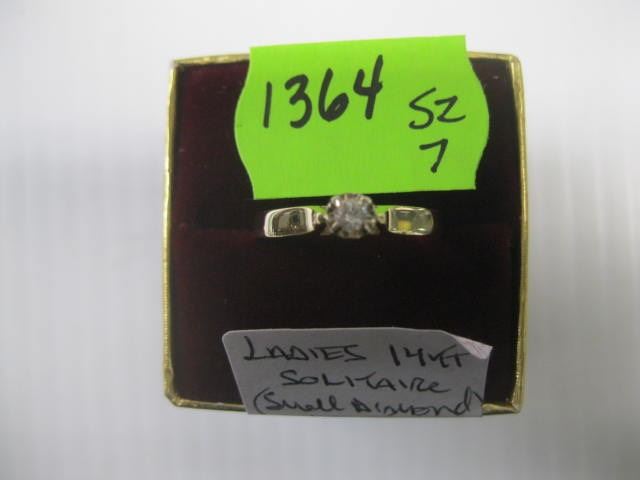 1364 SZ
7
LADIES 14KT
SOLITAIRE
(Small Diamond)